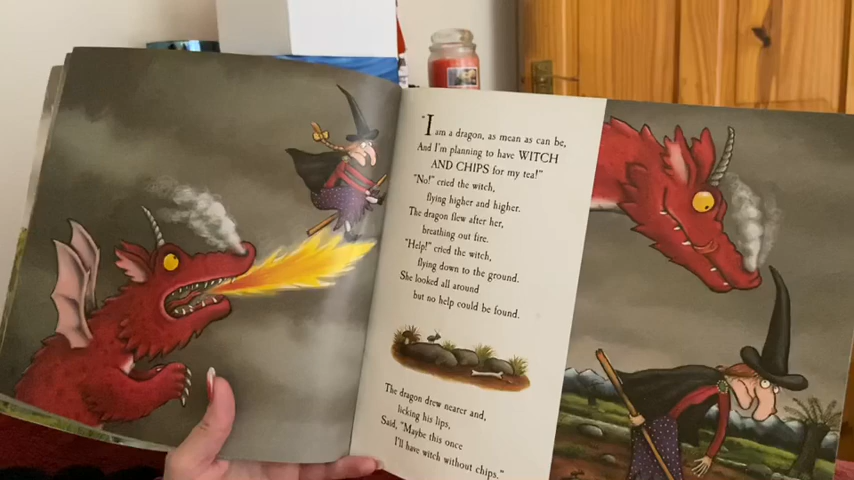 "I am a dragon, as mean as can be,
And I'm planning to have WITCH
AND CHIPS for my tea!"
"No!" cried the witch,
flying higher and higher.
The dragon flew after her,
breathing out fire.
"Help!" cried the witch,
flying down to the ground.
She looked all around
but no help could be found.
The dragon drew nearer and,
licking his lips,
Said, "Maybe this once
I'll have witch without chips."